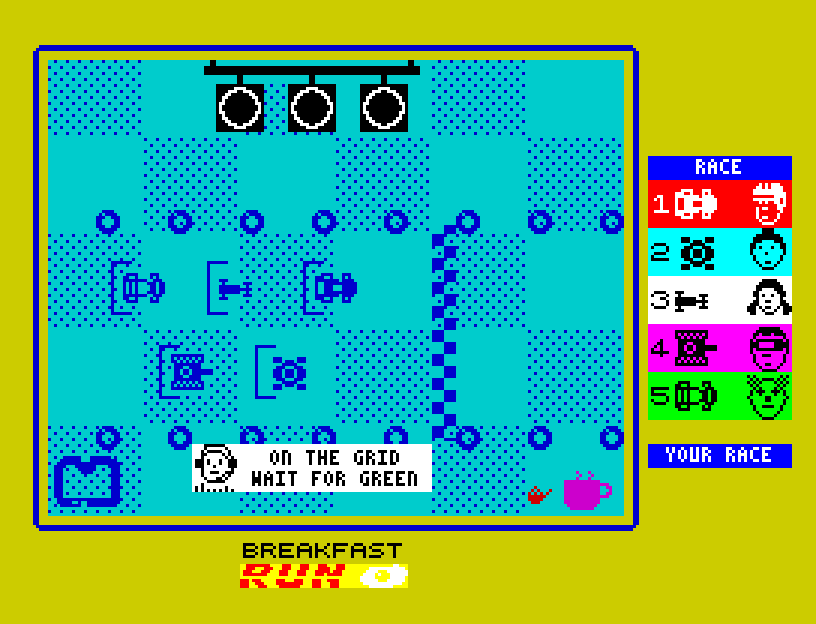 RACE
1
2
3
4
5
YOUR RACE
ON THE GRID
WAIT FOR GREEN
BREAKFAST
RUN